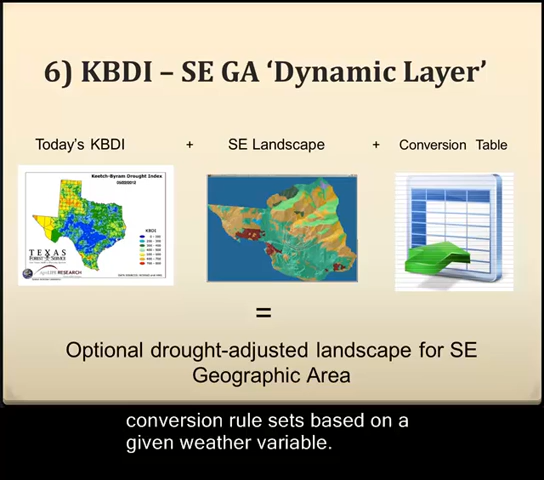 6) KBDI – SE GA ‘Dynamic Layer’
Today's KBDI + SE Landscape + Conversion Table
Keetch-Byram Drought Index
KBDI
TEXAS
FOREST SERVICE
=
Optional drought-adjusted landscape for SE
Geographic Area
conversion rule sets based on a
given weather variable.